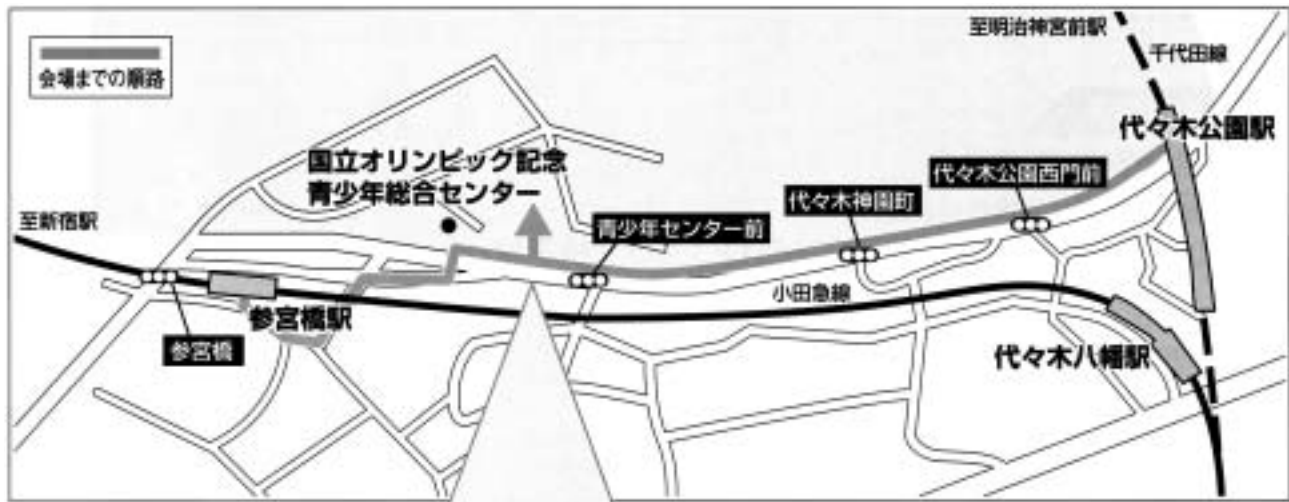 会場までの順路
至明治神宮前駅
千代田線
代々木公園駅
国立オリンピック記念
青少年総合センター
代々木公園西門前
代々木神園町
青少年センター前
至新宿駅
小田急線
参宮橋駅
参宮橋
代々木八幡駅